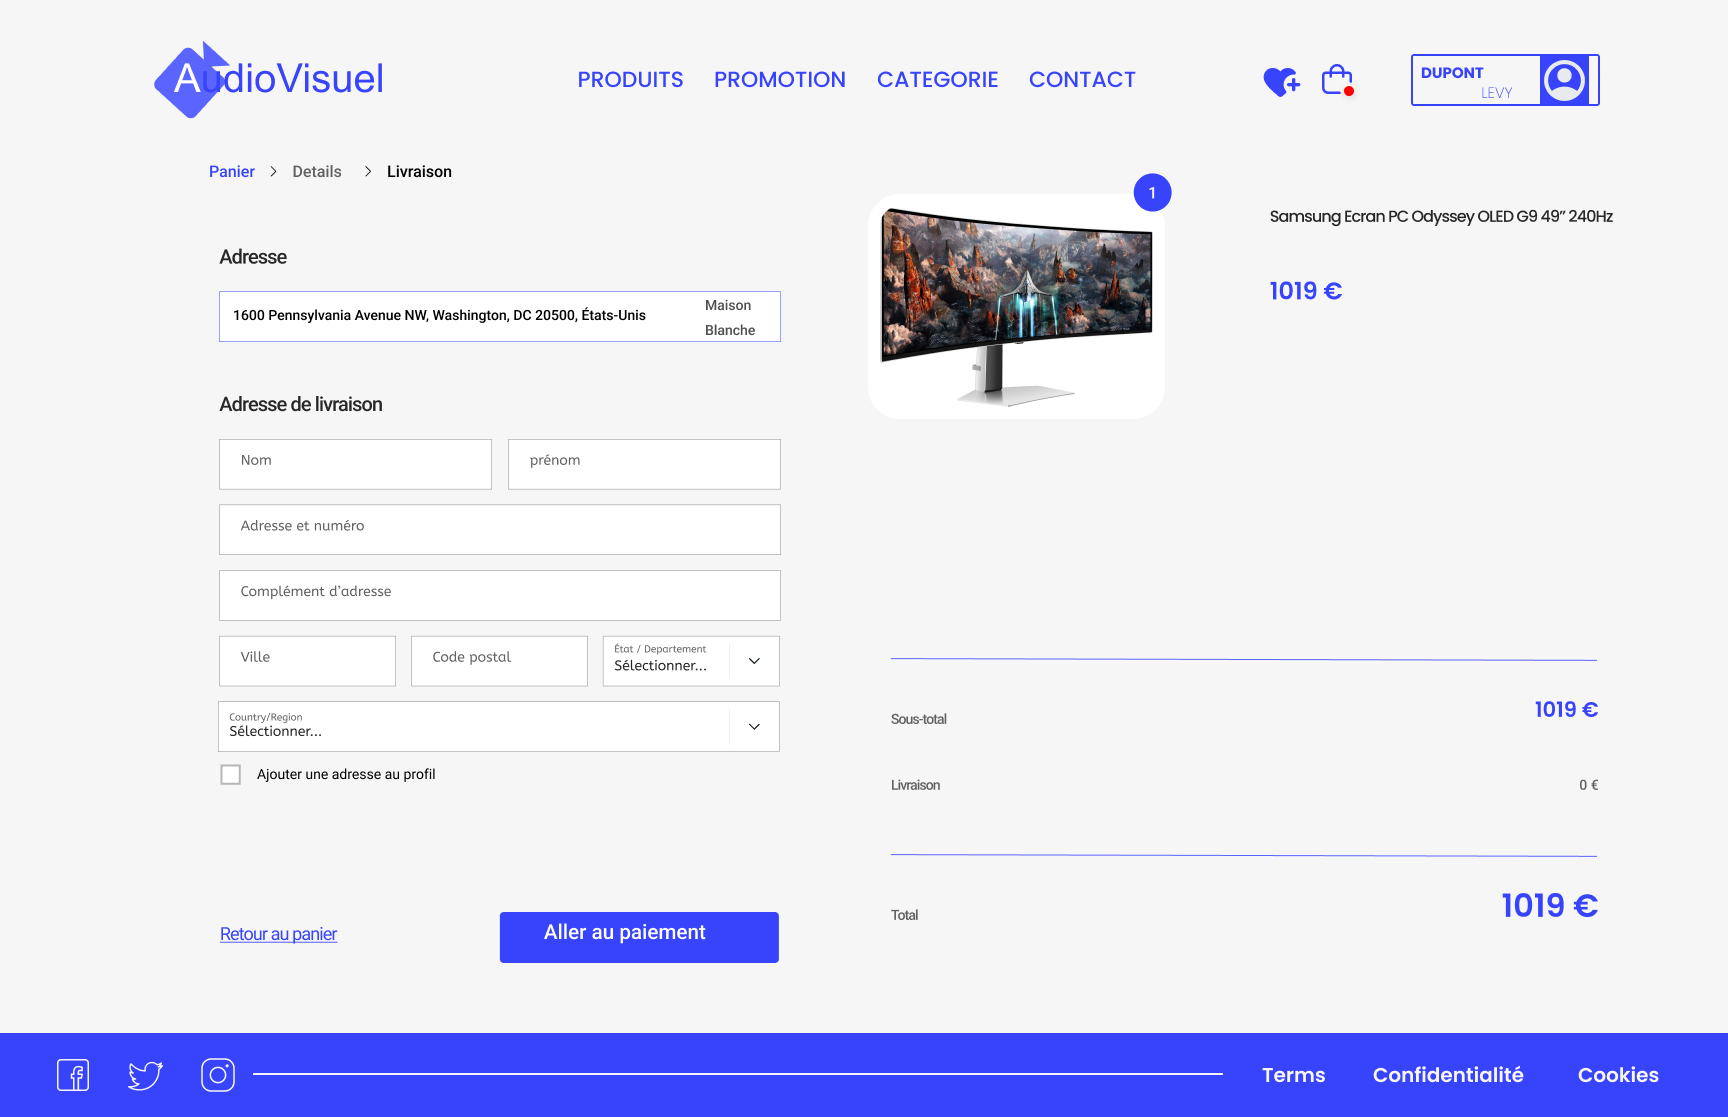 AudioVisuel
PRODUITS PROMOTION CATEGORIE CONTACT
DUPONT
LEVY
Panier > Details > Livraison
1
Samsung Ecran PC Odyssey OLED G9 49” 240Hz
1019 €
Adresse
1600 Pennsylvania Avenue NW, Washington, DC 20500, États-Unis
Maison
Blanche
Adresse de livraison
Nom
prénom
Adresse et numéro
Complément d’adresse
Ville
Code postal
État / Departement
Sélectionner...
Country/Region
Sélectionner...
Ajouter une adresse au profil
Retour au panier
Aller au paiement
Sous-total
1019 €
Livraison
0 €
Total
1019 €
Terms Confidentialité Cookies